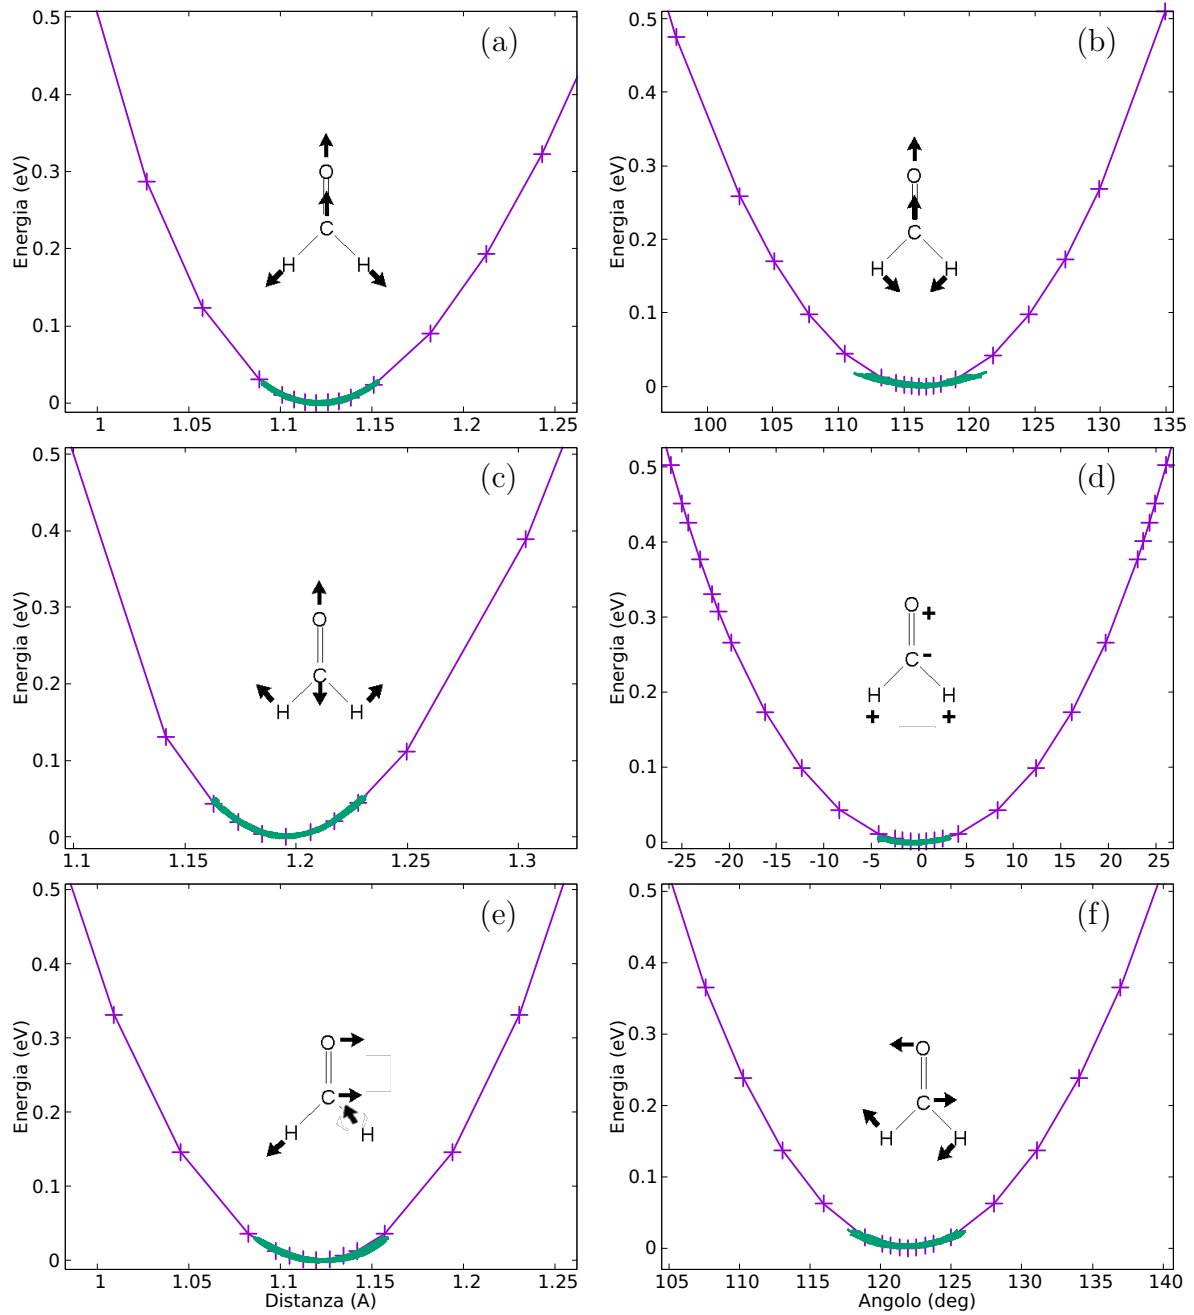 (a)
0.5
0.4
0.3
0.2
0.1
0
Energia (eV)
O
C
H H
1 1.05 1.1 1.15 1.2 1.25
(b)
0.5
0.4
0.3
0.2
0.1
0
Energia (eV)
O
C
H H
100 105 110 115 120 125 130 135
(c)
0.5
0.4
0.3
0.2
0.1
0
Energia (eV)
O
C
H H
1.1 1.15 1.2 1.25 1.3
(d)
0.5
0.4
0.3
0.2
0.1
0
Energia (eV)
O +
C -
H H
+ +
-25 -20 -15 -10 -5 0 5 10 15 20 25
(e)
0.5
0.4
0.3
0.2
0.1
0
Energia (eV)
O
C
H H
1 1.05 1.1 1.15 1.2 1.25
Distanza (A)
(f)
0.5
0.4
0.3
0.2
0.1
0
Energia (eV)
O
C
H H
105 110 115 120 125 130 135 140
Angolo (deg)